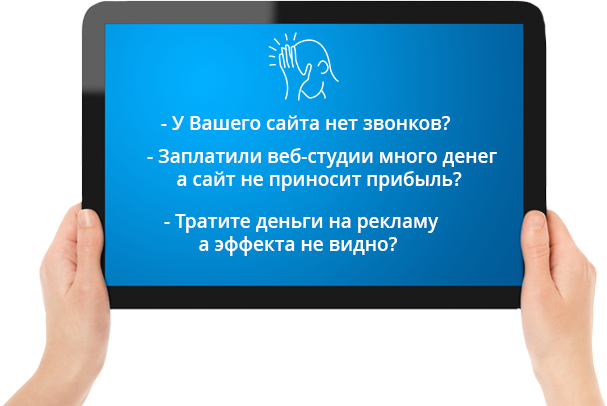 - У Вашего сайта нет звонков?
- Заплатили веб-студии много денег
а сайт не приносит прибыль?
- Тратите деньги на рекламу
а эффекта не видно?